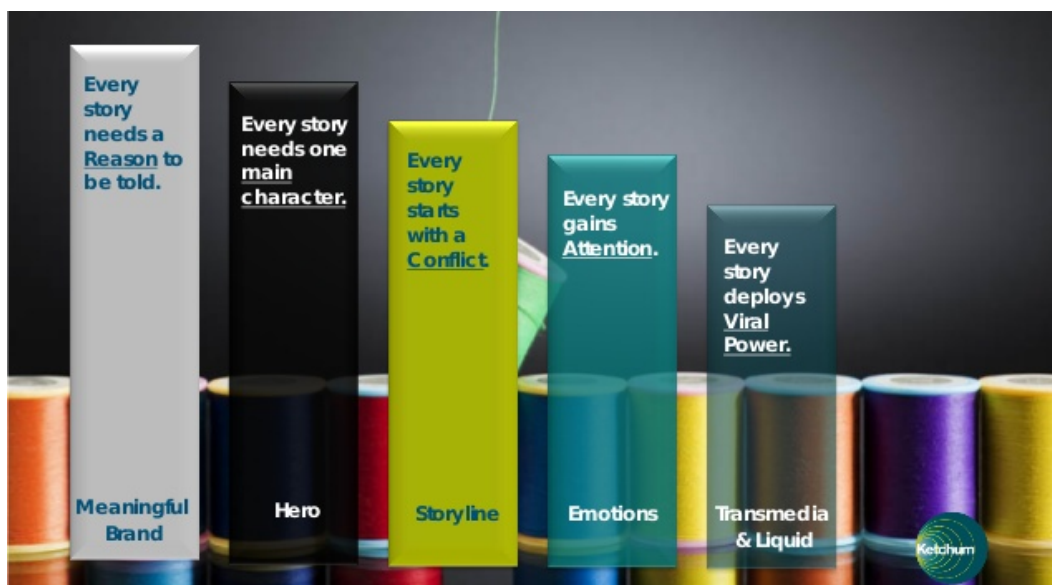 Every
story
needs a
Reason to
be told.
Meaningful
Brand
Every story
needs one
main
character.
Hero
Every
story
starts
with a
Conflict.
Storyline
Every story
gains
Attention.
Emotions
Every
story
deploys
Viral
Power.
Transmedia
& Liquid
Ketchum